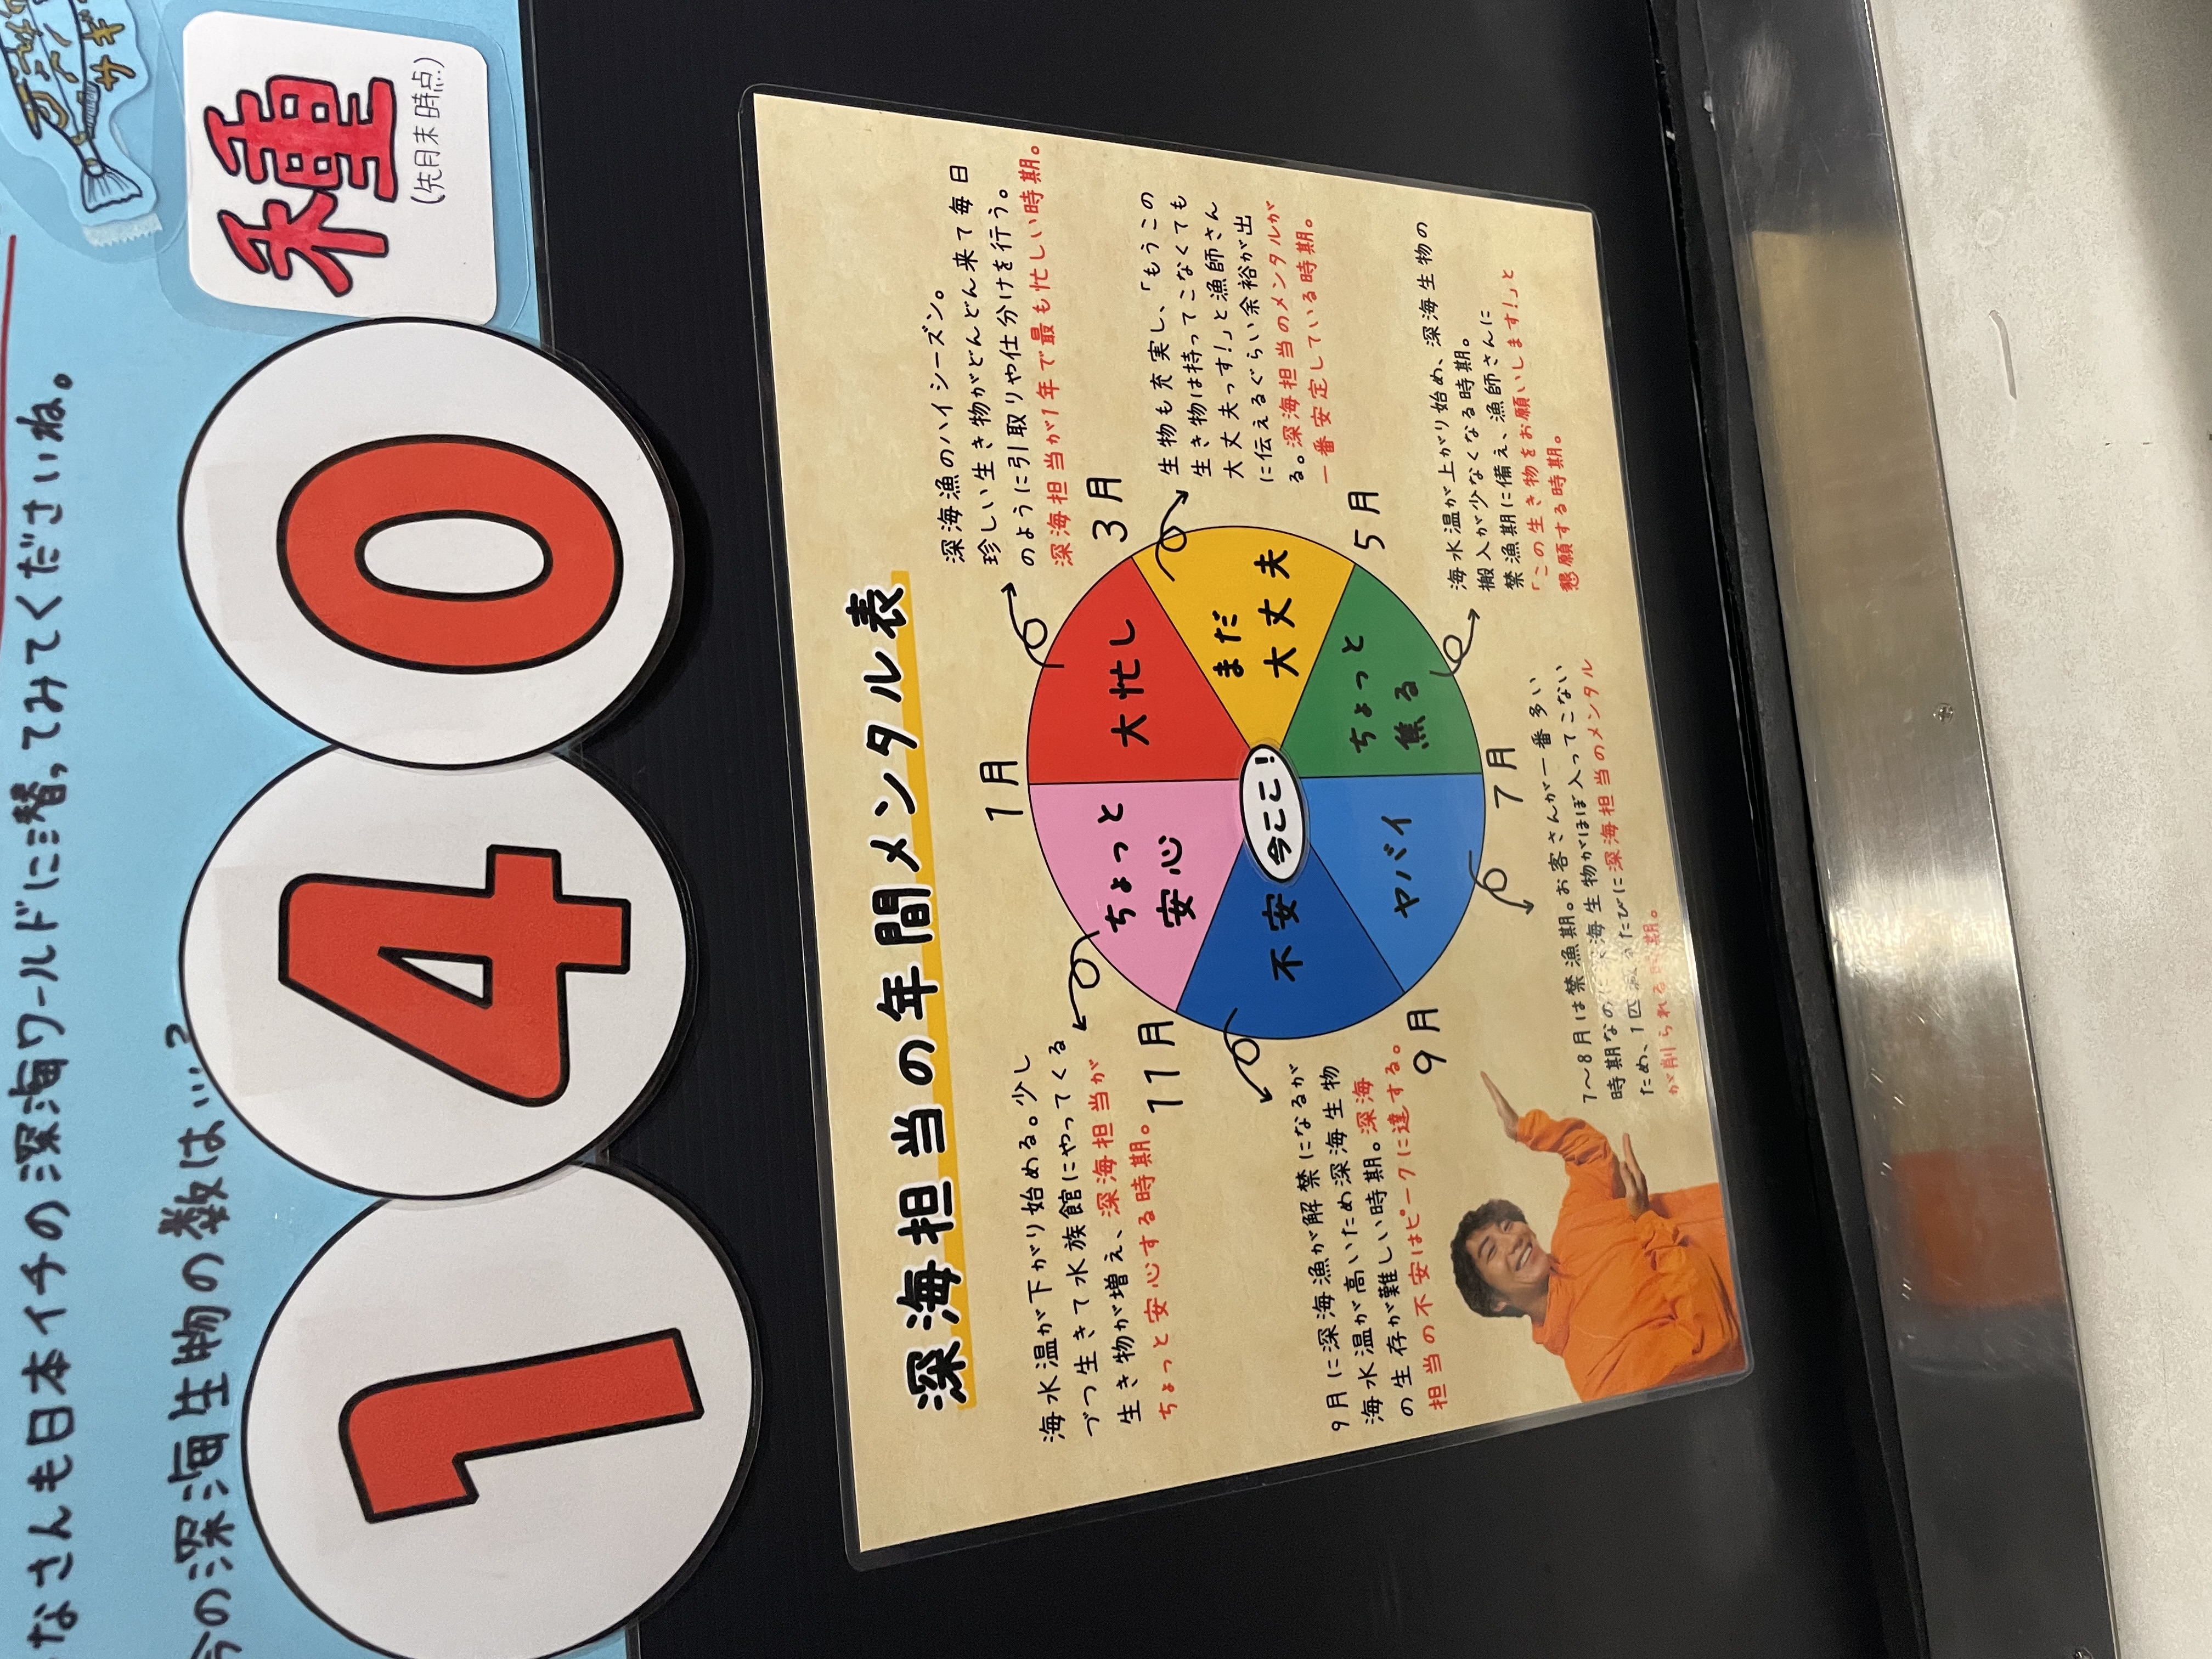 なさんも日本イチの深海ワールドに潜ってみてくださいね。
今の深海生物の数は…?
140
種
(先月末時点)
深海担当の年間メンタル表
1月
3月
5月
7月
9月
11月
大忙し
まだ
大丈夫
ちょっと
焦る
ヤバイ
不安
ちょっと
安心
今ここ!
深海漁のハイシーズン。
珍しい生き物がどんどん来て毎日
のように引取りや仕分けを行う。
深海担当が1年で最も忙しい時期。
生物も充実し、「もうこの
生き物は持ってこなくても
大丈夫っす!」と漁師さん
に伝えるぐらい余裕が出
る。深海担当のメンタルが
一番安定している時期。
海水温が上がり始め、深海生物の
搬入が少なくなる時期。
禁漁期に備え、漁師さんに
「この生き物をお願いします!」と
懇願する時期。
7〜8月は禁漁期。お客さんが一番多い
時期なのに深海生物がほぼ入ってこない
ため、1匹減るたびに深海担当のメンタル
が削られる時期。
9月に深海漁が解禁になるが
海水温が高いため深海生物
の生存が難しい時期。深海
担当の不安はピークに達する。
海水温が下がり始める。少し
づつ生きて水族館にやってくる
生き物が増え、深海担当が
ちょっと安心する時期。